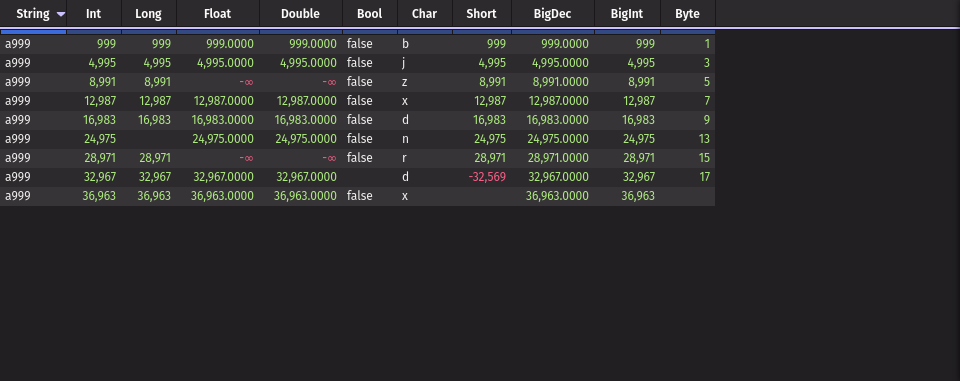 String Int Long Float Double Bool Char Short BigDec BigInt Byte
a999 999 999 999.0000 999.0000 false b 999 999.0000 999 1
a999 4,995 4,995 4,995.0000 4,995.0000 false j 4,995 4,995.0000 4,995 3
a999 8,991 8,991 -∞ -∞ false z 8,991 8,991.0000 8,991 5
a999 12,987 12,987 12,987.0000 12,987.0000 false x 12,987 12,987.0000 12,987 7
a999 16,983 16,983 16,983.0000 16,983.0000 false d 16,983 16,983.0000 16,983 9
a999 24,975 24,975.0000 24,975.0000 false n 24,975 24,975.0000 24,975 13
a999 28,971 28,971 -∞ -∞ false r 28,971 28,971.0000 28,971 15
a999 32,967 32,967 32,967.0000 32,967.0000 d -32,569 32,967.0000 32,967 17
a999 36,963 36,963 36,963.0000 36,963.0000 false x 36,963.0000 36,963